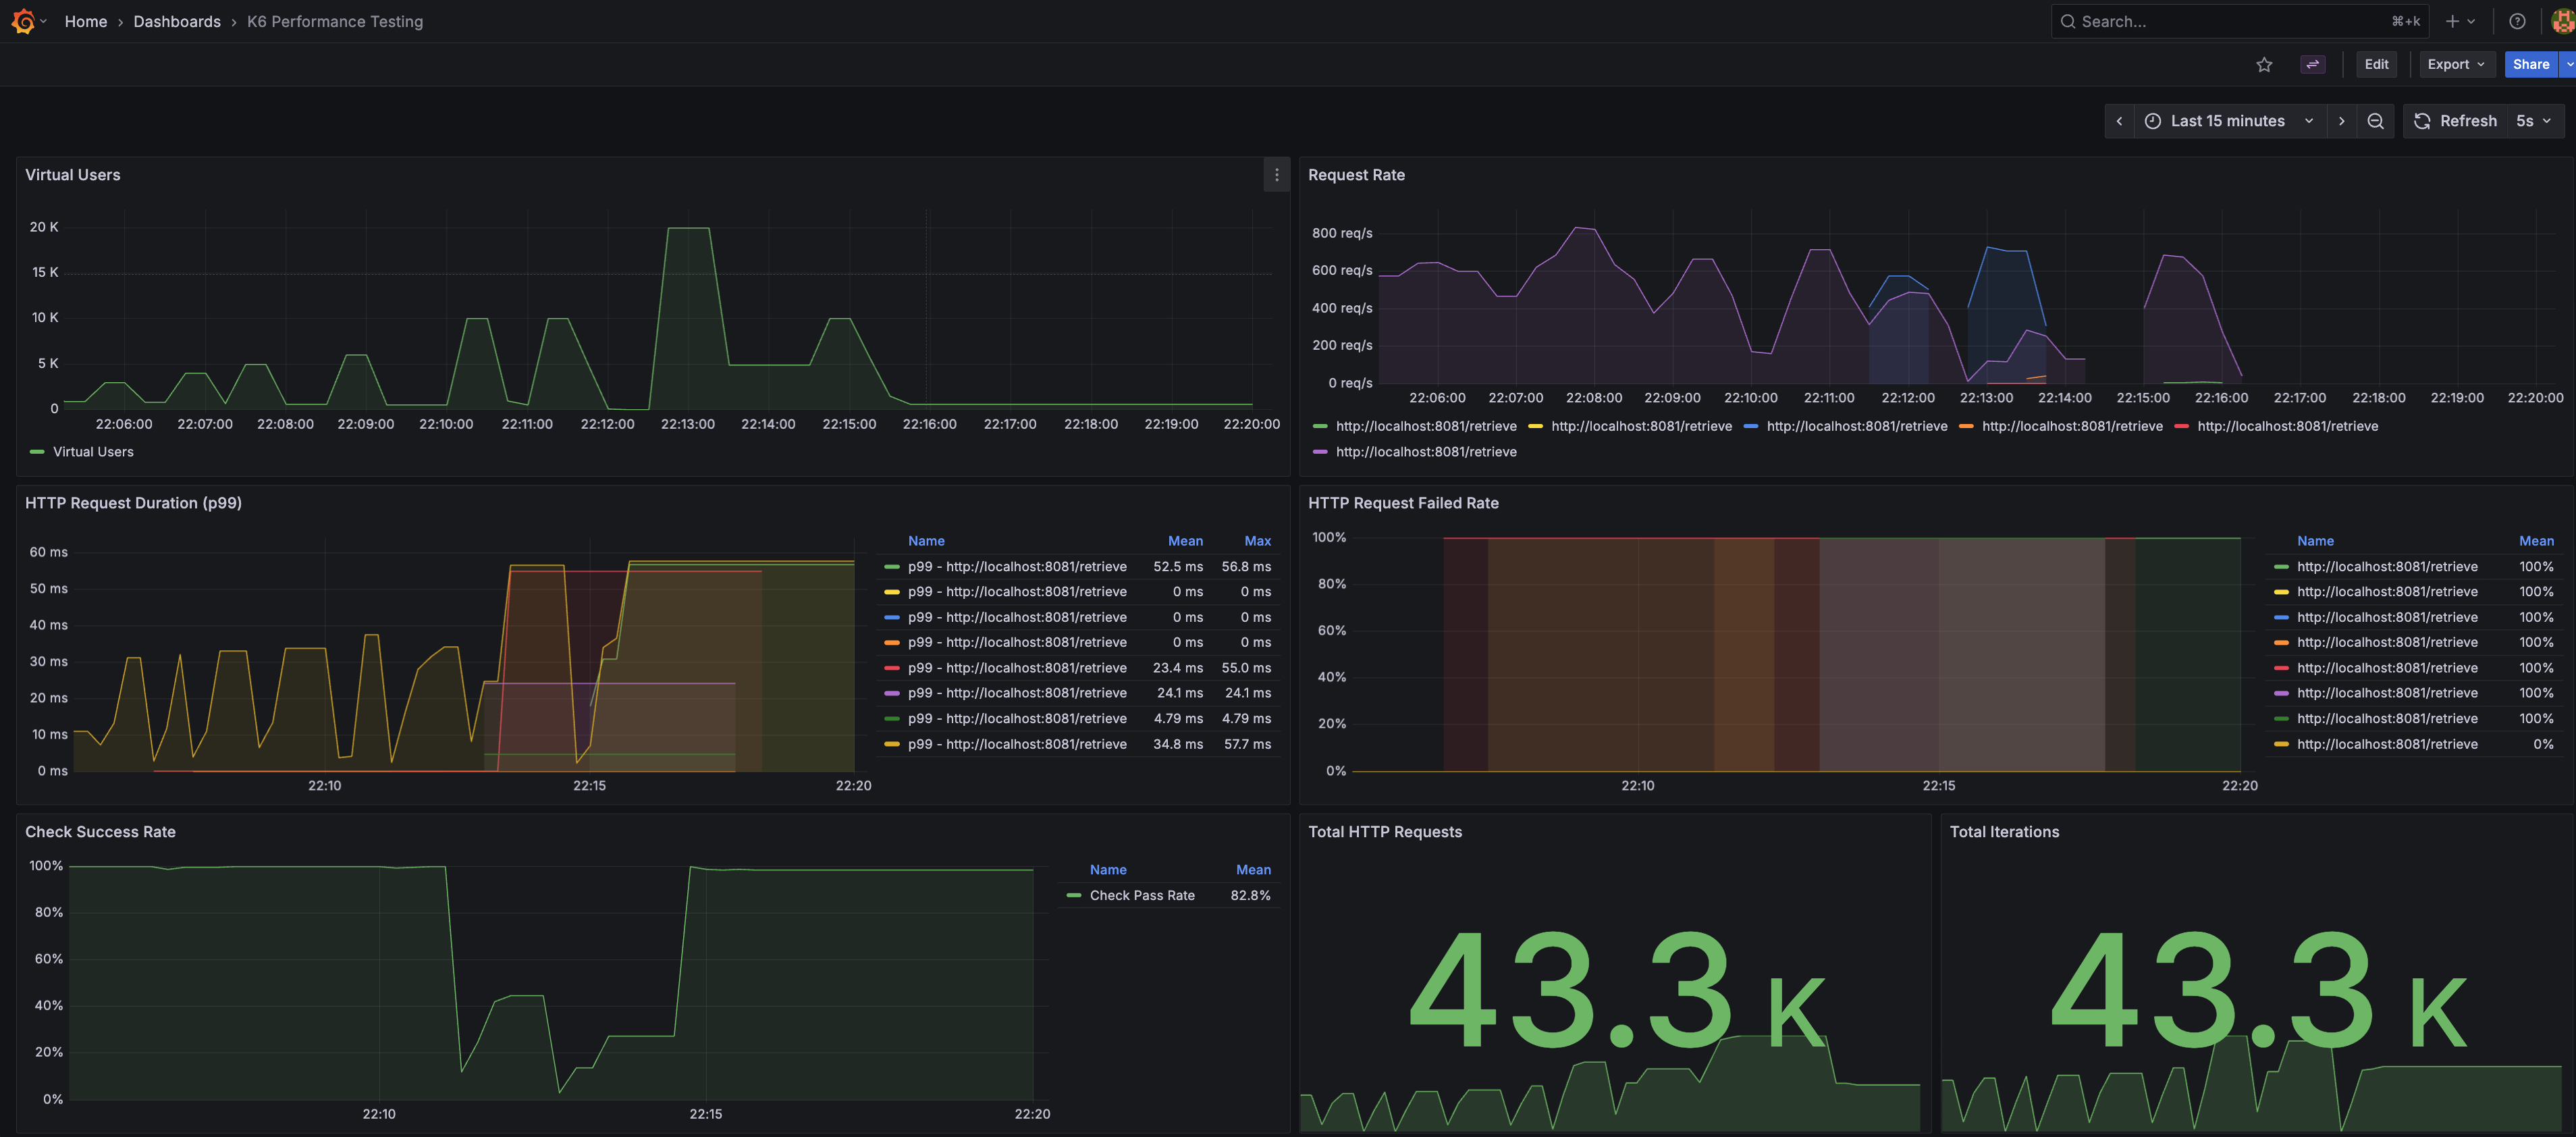 Home › Dashboards › K6 Performance Testing
Search... ⌘+k
Edit Export Share
Last 15 minutes Refresh 5s
Virtual Users
20 K
15 K
10 K
5 K
0
22:06:00 22:07:00 22:08:00 22:09:00 22:10:00 22:11:00 22:12:00 22:13:00 22:14:00 22:15:00 22:16:00 22:17:00 22:18:00 22:19:00 22:20:00
Virtual Users
Request Rate
800 req/s
600 req/s
400 req/s
200 req/s
0 req/s
22:06:00 22:07:00 22:08:00 22:09:00 22:10:00 22:11:00 22:12:00 22:13:00 22:14:00 22:15:00 22:16:00 22:17:00 22:18:00 22:19:00 22:20:00
http://localhost:8081/retrieve http://localhost:8081/retrieve http://localhost:8081/retrieve http://localhost:8081/retrieve http://localhost:8081/retrieve
http://localhost:8081/retrieve
HTTP Request Duration (p99)
60 ms
50 ms
40 ms
30 ms
20 ms
10 ms
0 ms
22:10 22:15 22:20
Name Mean Max
p99 - http://localhost:8081/retrieve 52.5 ms 56.8 ms
p99 - http://localhost:8081/retrieve 0 ms 0 ms
p99 - http://localhost:8081/retrieve 0 ms 0 ms
p99 - http://localhost:8081/retrieve 0 ms 0 ms
p99 - http://localhost:8081/retrieve 23.4 ms 55.0 ms
p99 - http://localhost:8081/retrieve 24.1 ms 24.1 ms
p99 - http://localhost:8081/retrieve 4.79 ms 4.79 ms
p99 - http://localhost:8081/retrieve 34.8 ms 57.7 ms
HTTP Request Failed Rate
100%
80%
60%
40%
20%
0%
22:10 22:15 22:20
Name Mean
http://localhost:8081/retrieve 100%
http://localhost:8081/retrieve 100%
http://localhost:8081/retrieve 100%
http://localhost:8081/retrieve 100%
http://localhost:8081/retrieve 100%
http://localhost:8081/retrieve 100%
http://localhost:8081/retrieve 100%
http://localhost:8081/retrieve 0%
Check Success Rate
100%
80%
60%
40%
20%
0%
22:10 22:15 22:20
Name Mean
Check Pass Rate 82.8%
Total HTTP Requests
43.3 K
Total Iterations
43.3 K